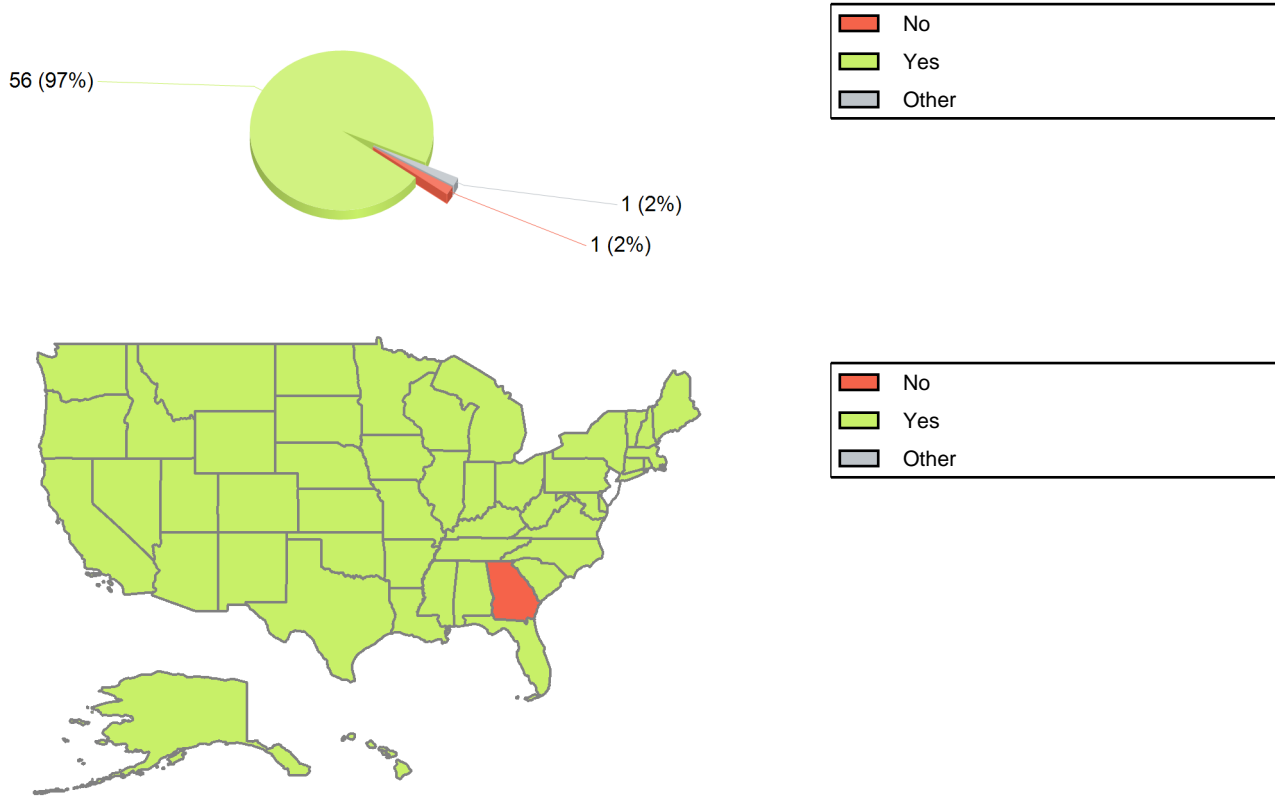 56 (97%)
1 (2%)
1 (2%)
No
Yes
Other
No
Yes
Other